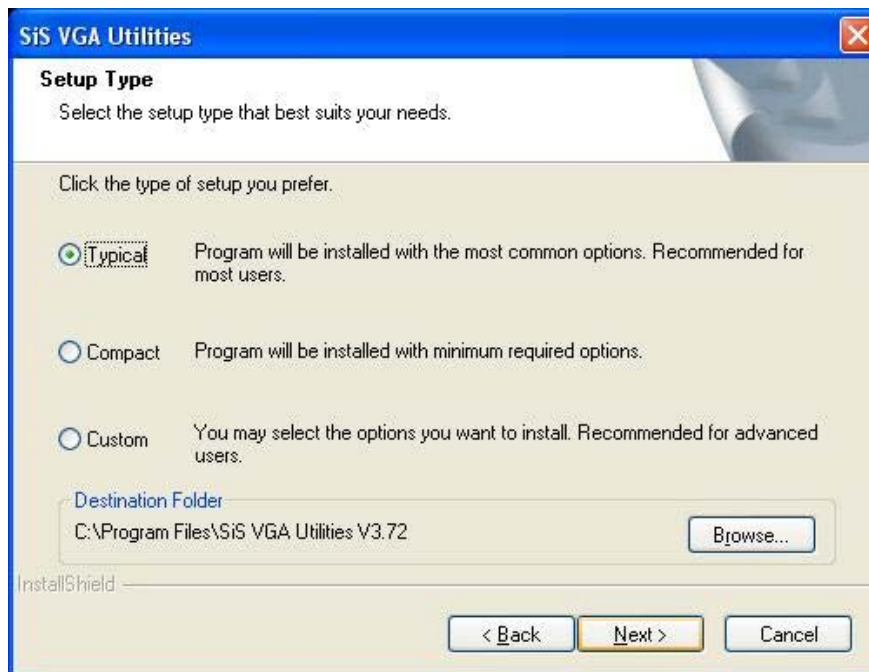 SiS VGA Utilities
Setup Type
Select the setup type that best suits your needs.
Click the type of setup you prefer.
Typical
Program will be installed with the most common options. Recommended for
most users.
Compact
Program will be installed with minimum required options.
Custom
You may select the options you want to install. Recommended for advanced
users.
Destination Folder
C:\Program Files\SiS VGA Utilities V3.72
Browse...
InstallShield
< Back
Next >
Cancel